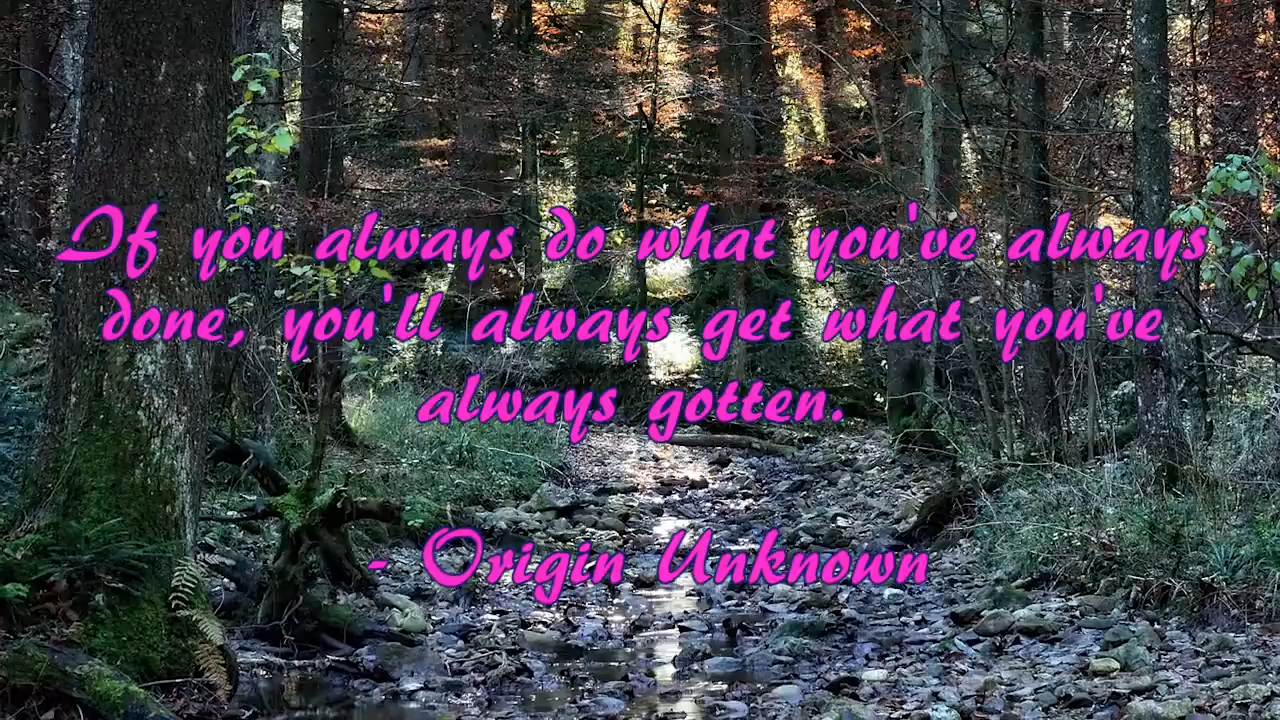 If you always do what you've always
done, you'll always get what you've
always gotten.
- Origin Unknown